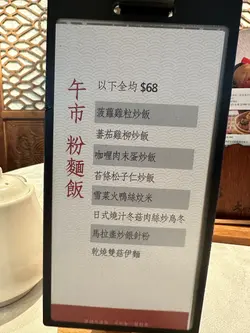 午市 粉麵飯
以下全均 $68
菠蘿雞粒炒飯
蕃茄雞柳炒飯
咖喱肉末蛋炒飯
苔條松子仁炒飯
雪菜火鴨絲炆米
日式燒汁冬菇肉絲炒烏冬
馬拉盞炒銀針粉
乾燒雙菇伊麵